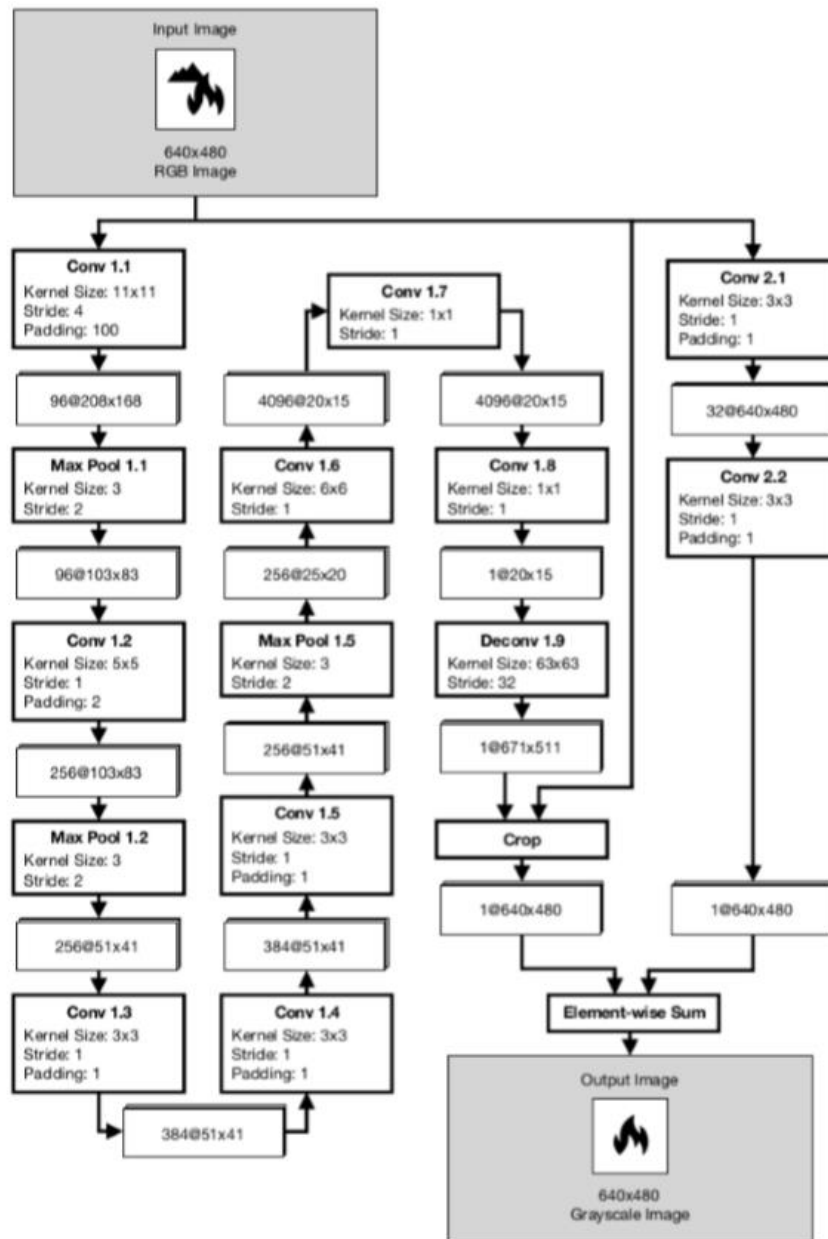 Input Image
640x480
RGB Image
Conv 1.1
Kernel Size: 11x11
Stride: 4
Padding: 100
96@208x168
Max Pool 1.1
Kernel Size: 3
Stride: 2
96@103x83
Conv 1.2
Kernel Size: 5x5
Stride: 1
Padding: 2
256@103x83
Max Pool 1.2
Kernel Size: 3
Stride: 2
256@51x41
Conv 1.3
Kernel Size: 3x3
Stride: 1
Padding: 1
384@51x41
Conv 1.4
Kernel Size: 3x3
Stride: 1
Padding: 1
384@51x41
Conv 1.5
Kernel Size: 3x3
Stride: 1
Padding: 1
256@51x41
Max Pool 1.5
Kernel Size: 3
Stride: 2
256@25x20
Conv 1.6
Kernel Size: 6x6
Stride: 1
4096@20x15
Conv 1.7
Kernel Size: 1x1
Stride: 1
4096@20x15
Conv 1.8
Kernel Size: 1x1
Stride: 1
1@20x15
Deconv 1.9
Kernel Size: 63x63
Stride: 32
1@671x511
Crop
1@640x480
Conv 2.1
Kernel Size: 3x3
Stride: 1
Padding: 1
32@640x480
Conv 2.2
Kernel Size: 3x3
Stride: 1
Padding: 1
1@640x480
Element-wise Sum
Output Image
640x480
Grayscale Image